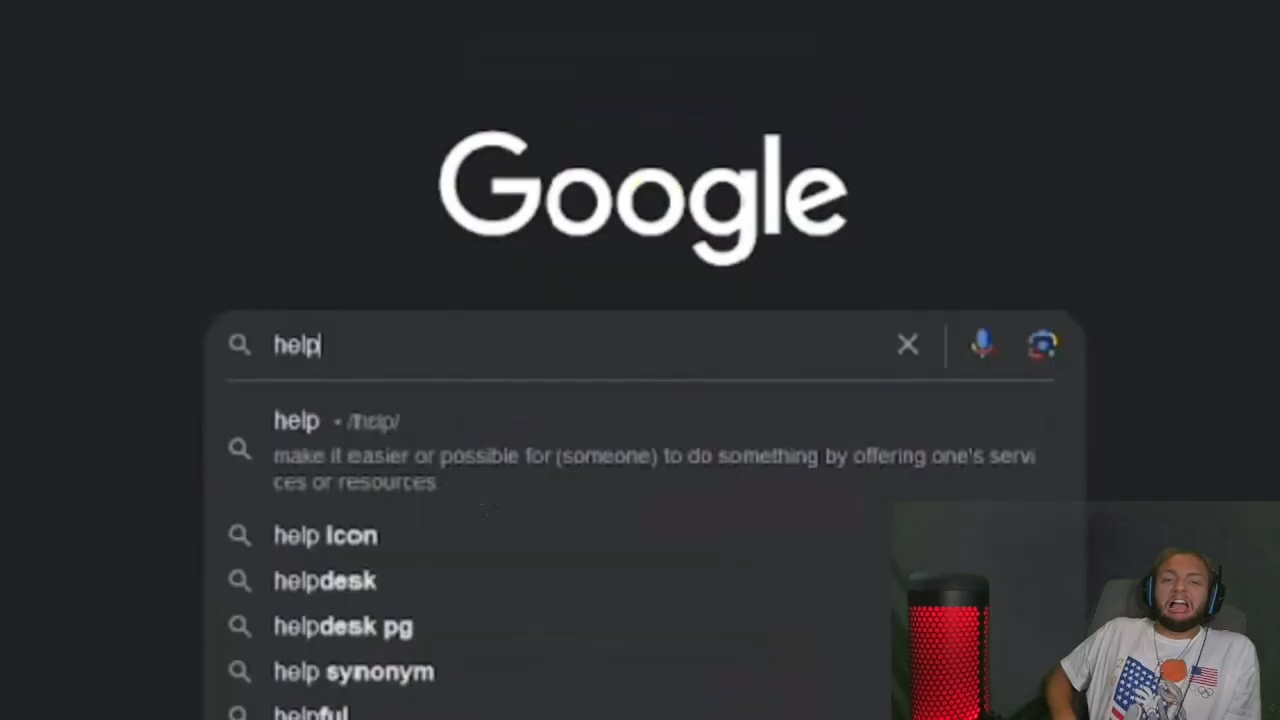 Google
help
help
make it easier or possible for (someone) to do something by offering one's servi
ces or resources
help Icon
helpdesk
helpdesk pg
help synonym
helpful